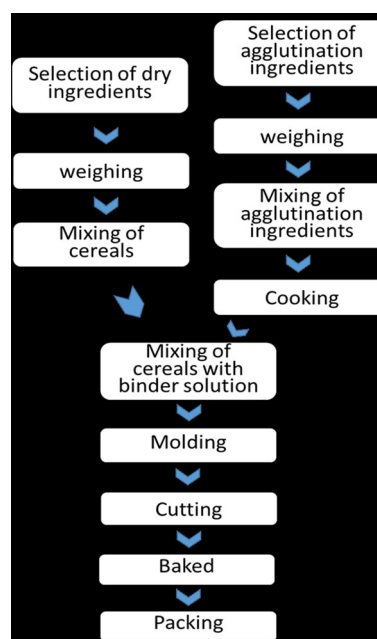 Selection of dry
ingredients
weighing
Mixing of
cereals
Selection of
agglutination
ingredients
weighing
Mixing of
agglutination
ingredients
Cooking
Mixing of
cereals with
binder solution
Molding
Cutting
Baked
Packing